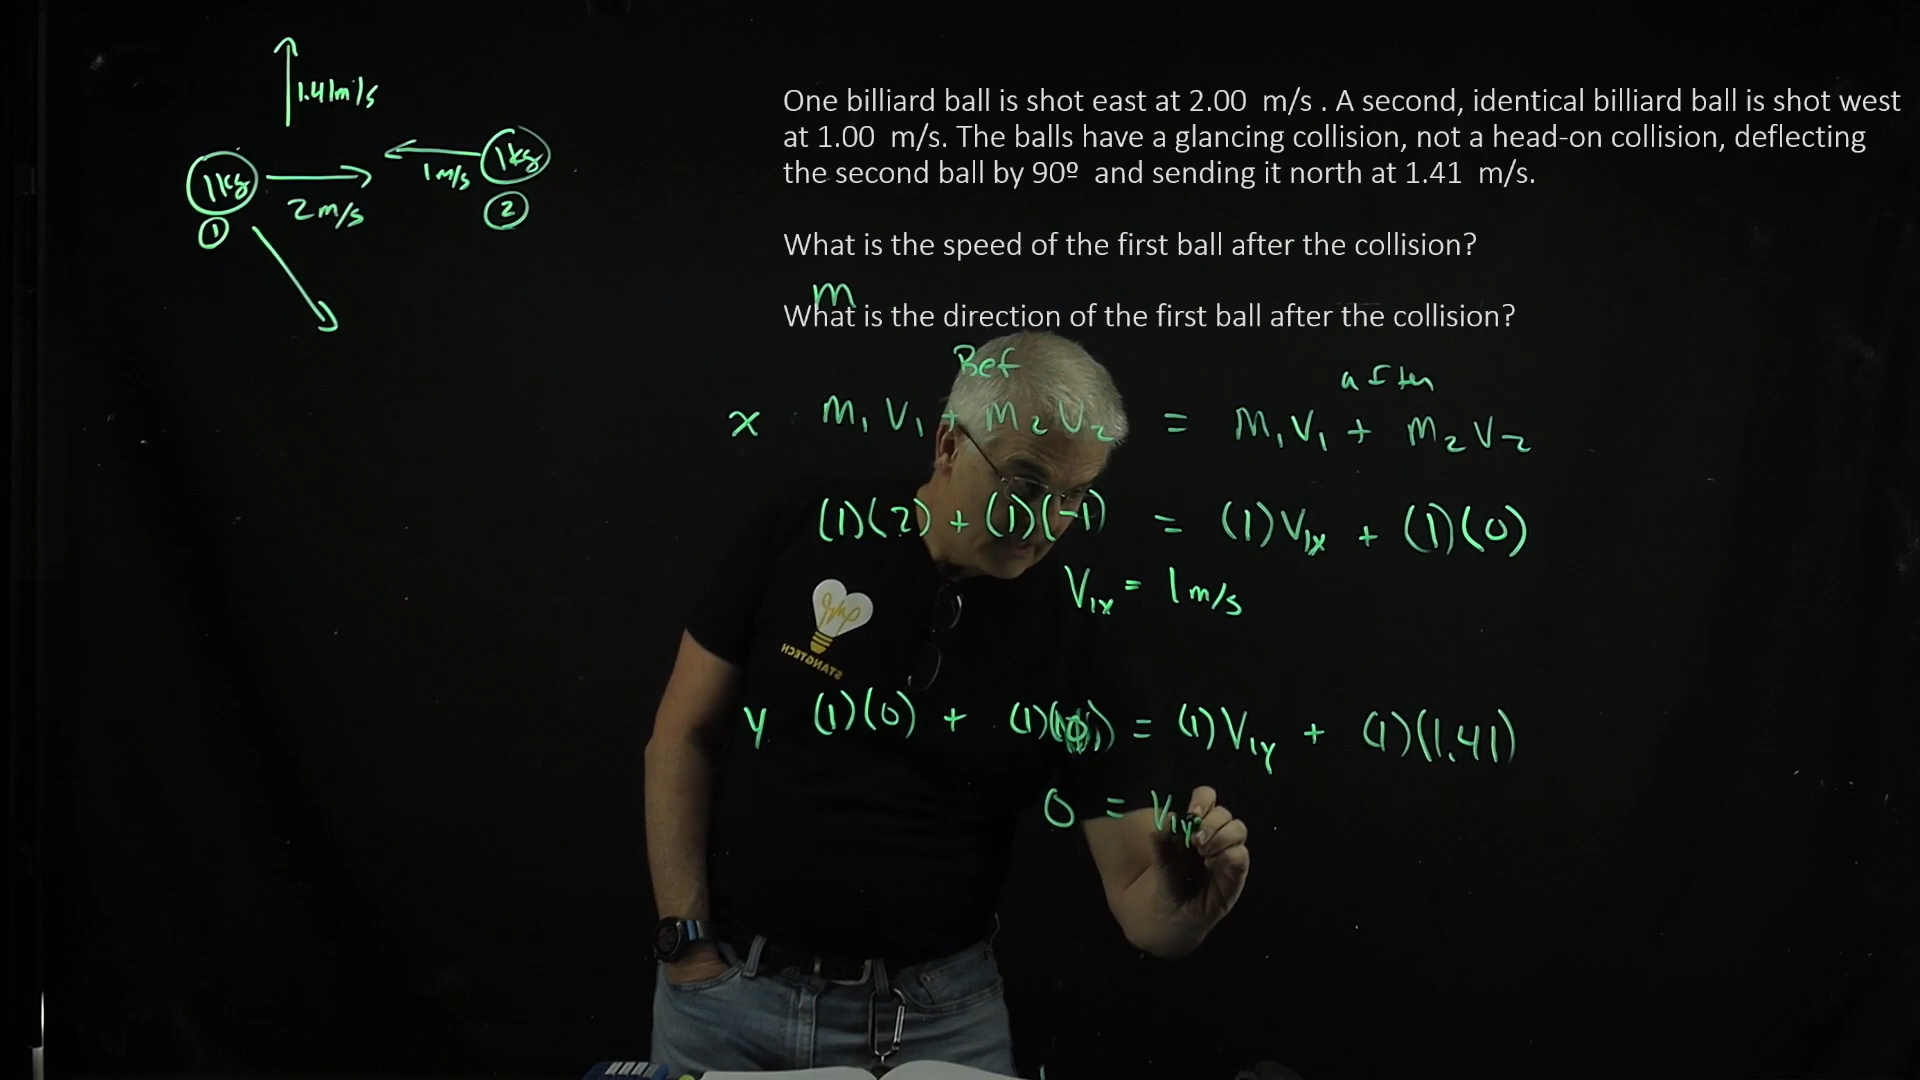 1.41m/s
1kg
2m/s
1
1m/s
1kg
2
One billiard ball is shot east at 2.00 m/s . A second, identical billiard ball is shot west
at 1.00 m/s. The balls have a glancing collision, not a head-on collision, deflecting
the second ball by 90º and sending it north at 1.41 m/s.
What is the speed of the first ball after the collision?
m
What is the direction of the first ball after the collision?
Bef
after
x m₁v₁ + m₂v₂ = m₁v₁ + m₂v₂
(1)(2) + (1)(-1) = (1)V₁ₓ + (1)(0)
V₁ₓ = 1m/s
STANGTECH
y (1)(0) + (1)( ) = (1)V₁y + (1)(1.41)
0 = V₁y